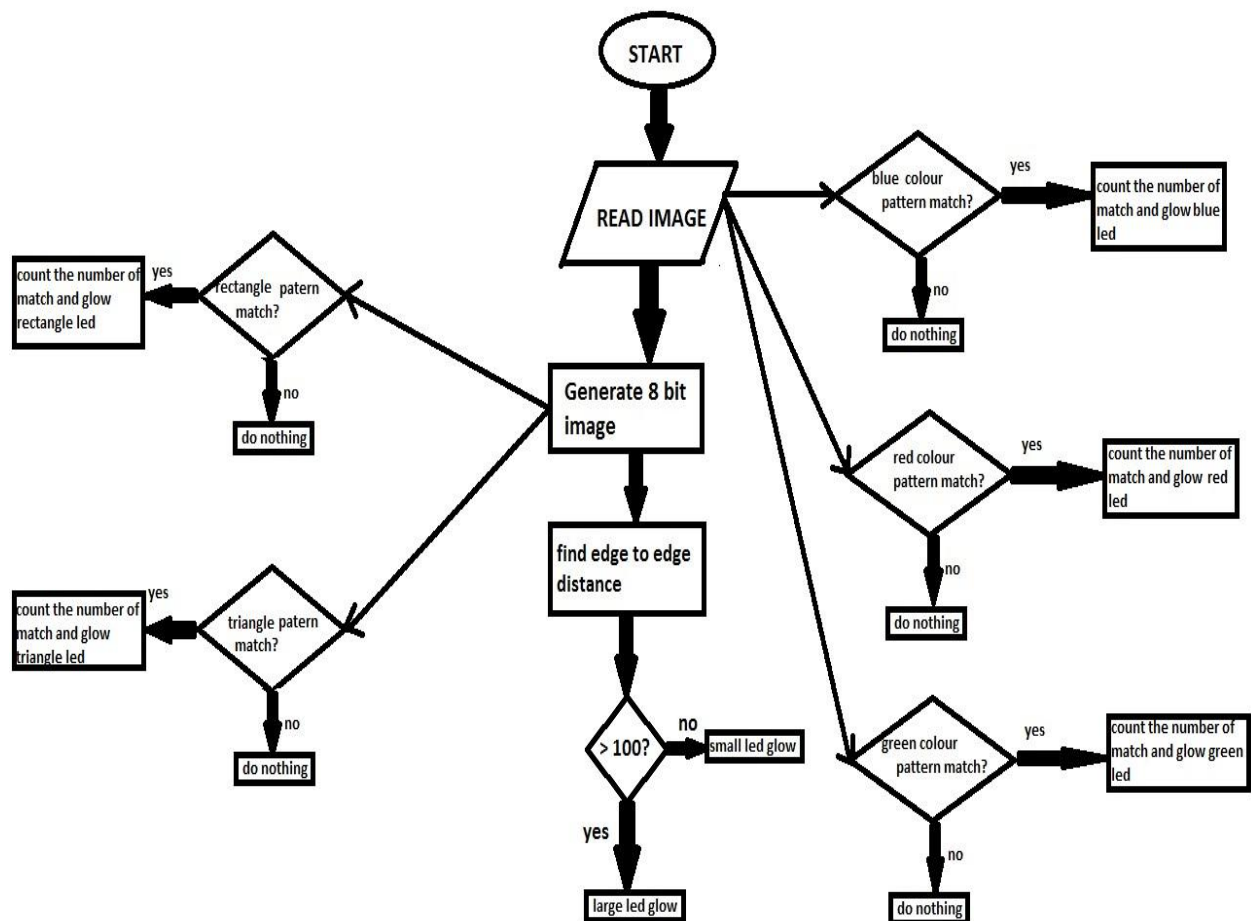 START
READ IMAGE
blue colour
pattern match?
yes
count the number of
match and glow blue
led
no
do nothing
rectangle patern
match?
yes
count the number of
match and glow
rectangle led
no
do nothing
Generate 8 bit
image
red colour
pattern match?
yes
count the number of
match and glow red
led
no
do nothing
find edge to edge
distance
triangle patern
match?
yes
count the number of
match and glow
triangle led
no
do nothing
> 100?
no
small led glow
yes
large led glow
green colour
pattern match?
yes
count the number of
match and glow green
led
no
do nothing